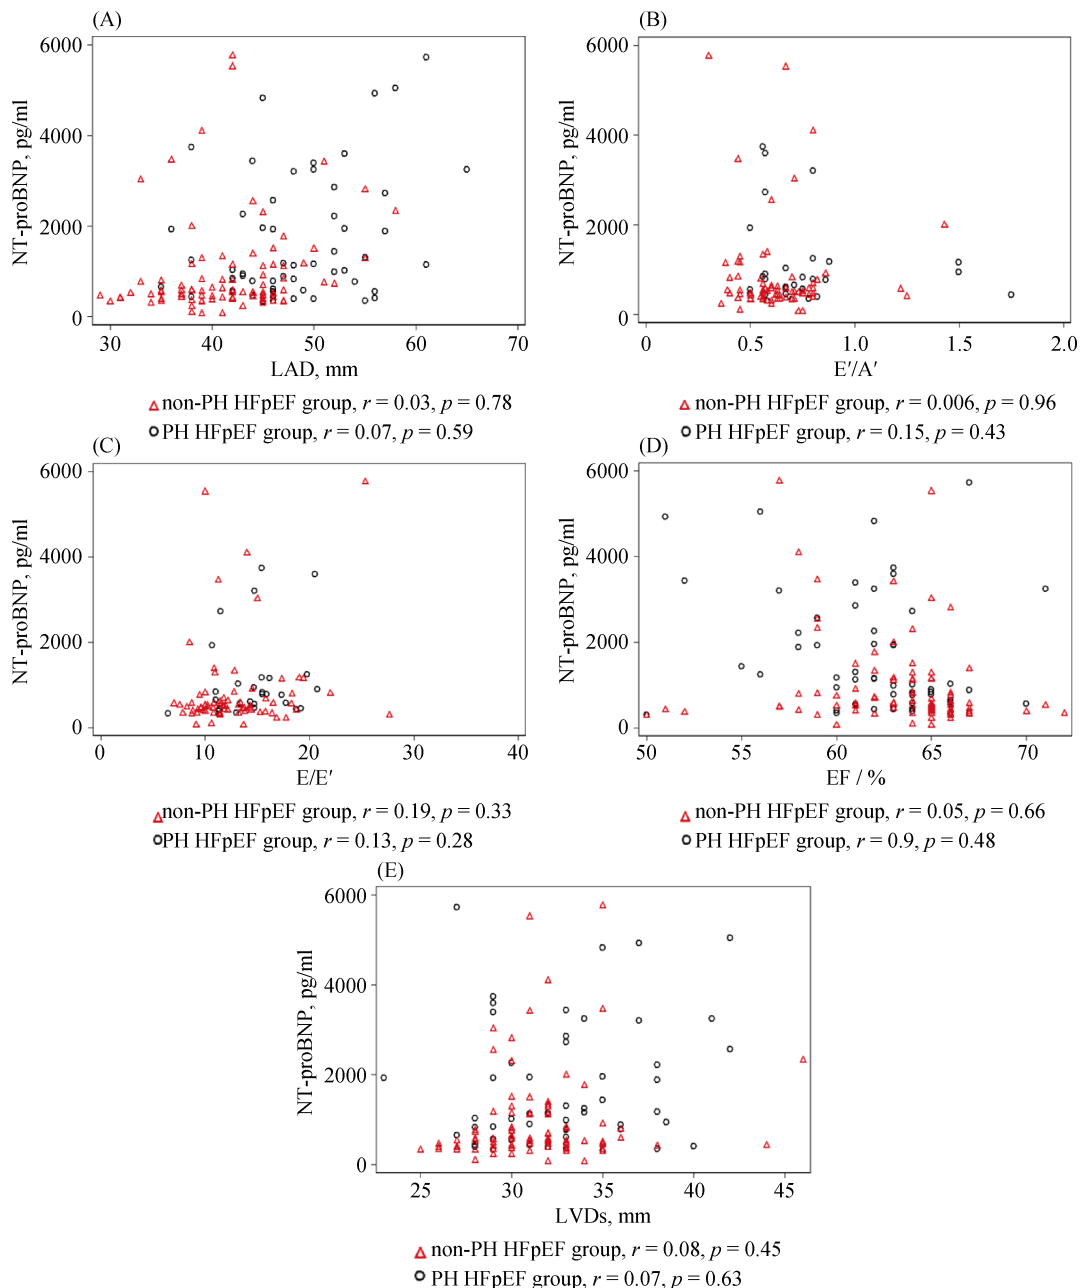 (A)
NT-proBNP, pg/ml
6000
4000
2000
0
30 40 50 60 70
LAD, mm
non-PH HFpEF group, r = 0.03, p = 0.78
PH HFpEF group, r = 0.07, p = 0.59
(B)
NT-proBNP, pg/ml
6000
4000
2000
0
0 0.5 1.0 1.5 2.0
E′/A′
non-PH HFpEF group, r = 0.006, p = 0.96
PH HFpEF group, r = 0.15, p = 0.43
(C)
NT-proBNP, pg/ml
6000
4000
2000
0
0 10 20 30 40
E/E′
non-PH HFpEF group, r = 0.19, p = 0.33
PH HFpEF group, r = 0.13, p = 0.28
(D)
NT-proBNP, pg/ml
6000
4000
2000
0
50 55 60 65 70
EF / %
non-PH HFpEF group, r = 0.05, p = 0.66
PH HFpEF group, r = 0.9, p = 0.48
(E)
NT-proBNP, pg/ml
6000
4000
2000
0
25 30 35 40 45
LVDs, mm
non-PH HFpEF group, r = 0.08, p = 0.45
PH HFpEF group, r = 0.07, p = 0.63